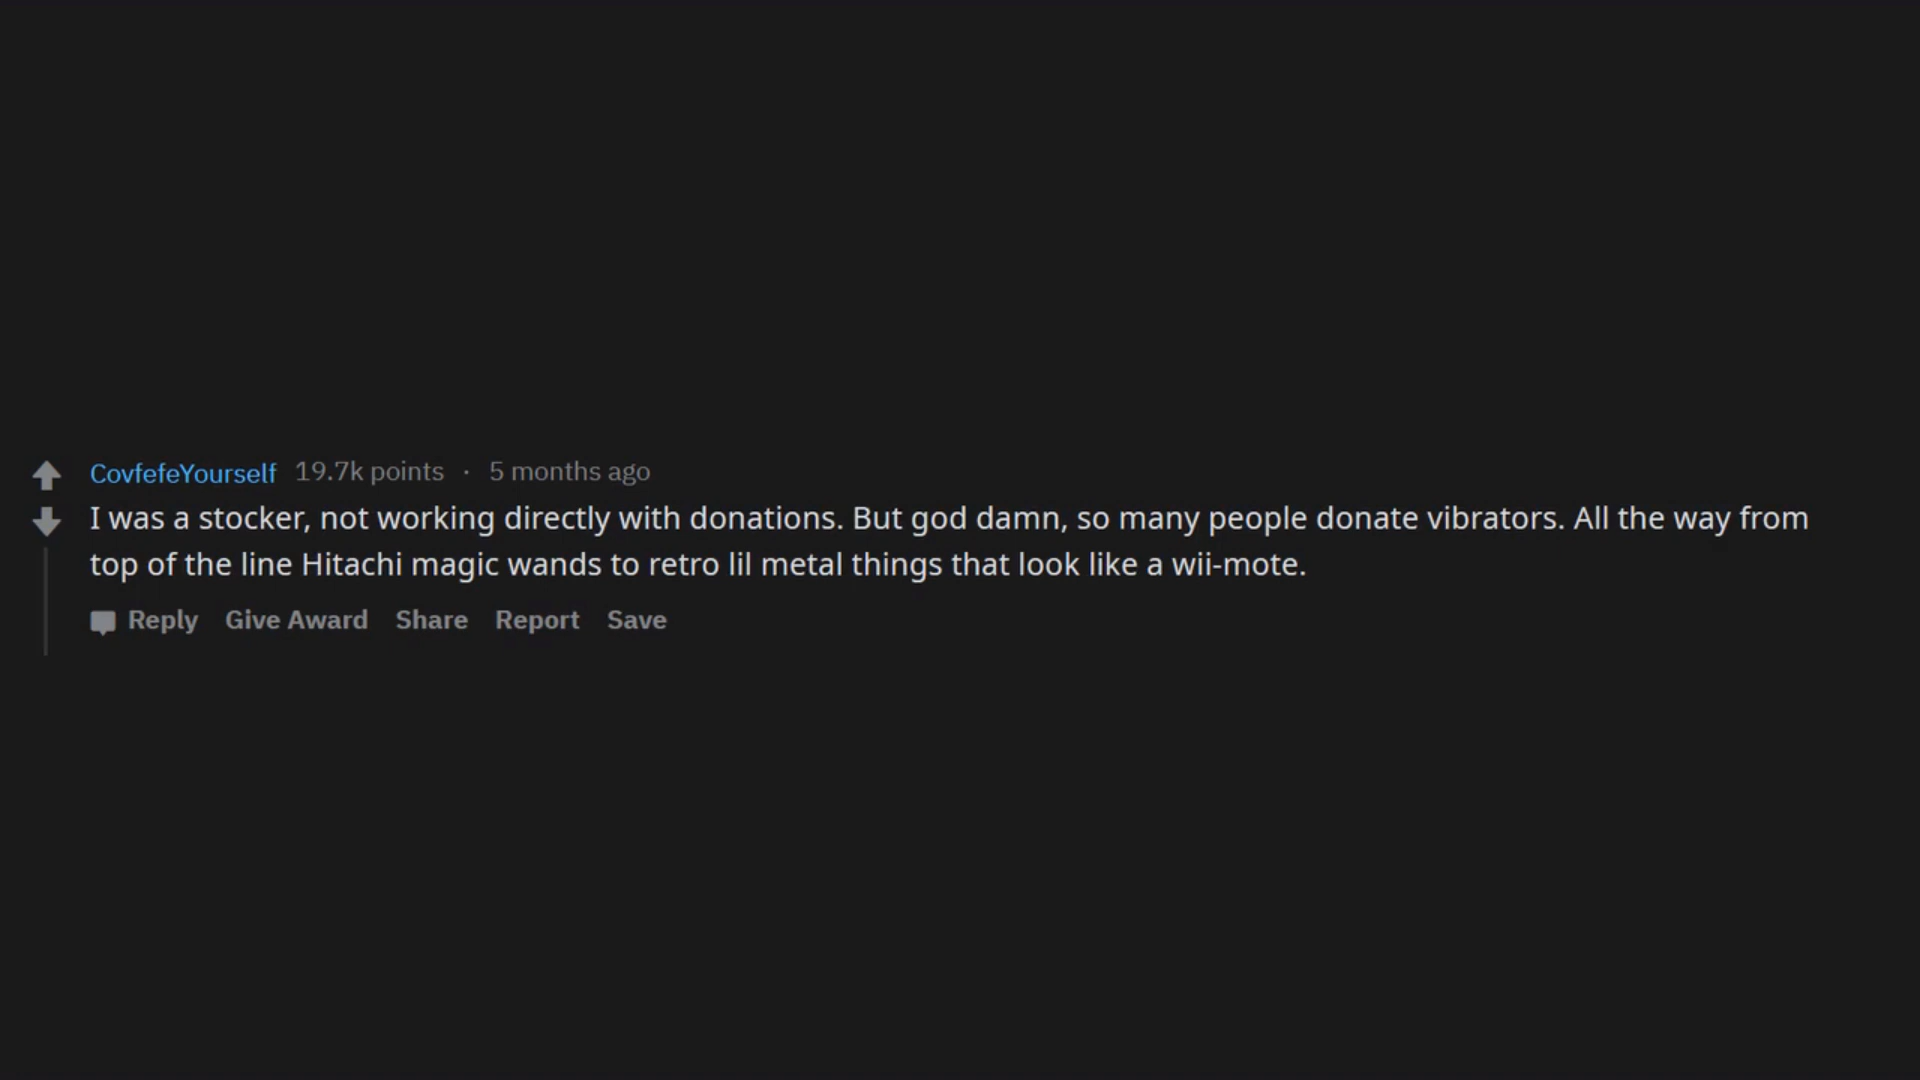 CovfefeYourself 19.7k points · 5 months ago
I was a stocker, not working directly with donations. But god damn, so many people donate vibrators. All the way from
top of the line Hitachi magic wands to retro lil metal things that look like a wii-mote.
Reply Give Award Share Report Save